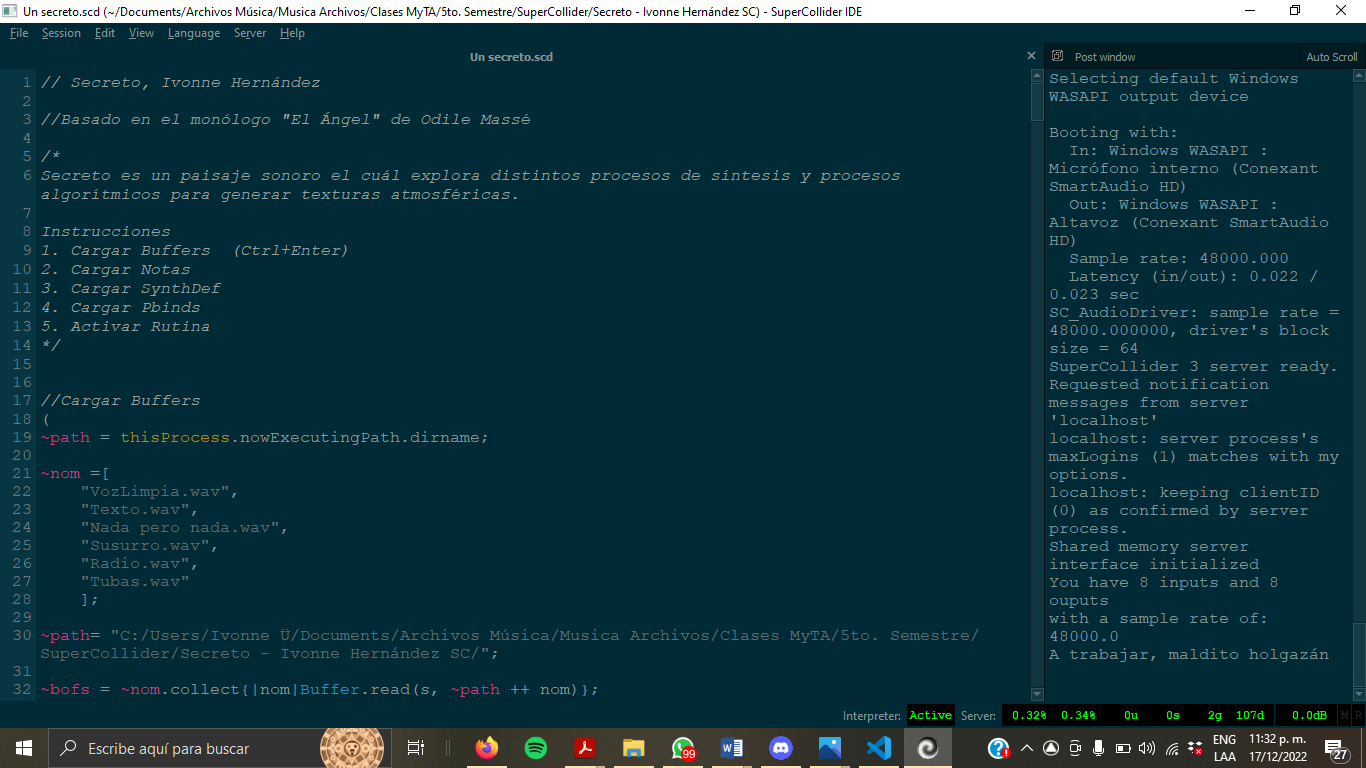 Un secreto.scd (~/Documents/Archivos Música/Musica Archivos/Clases MyTA/5to. Semestre/SuperCollider/Secreto - Ivonne Hernández SC) - SuperCollider IDE
File Session Edit View Language Server Help
Un secreto.scd
1 // Secreto, Ivonne Hernández
2
3 //Basado en el monólogo "El Ángel" de Odile Massé
4
5 /*
6 Secreto es un paisaje sonoro el cuál explora distintos procesos de sintesis y procesos
algorítmicos para generar texturas atmosféricas.
7
8 Instrucciones
9 1. Cargar Buffers (Ctrl+Enter)
10 2. Cargar Notas
11 3. Cargar SynthDef
12 4. Cargar Pbinds
13 5. Activar Rutina
14 */
15
16
17 //Cargar Buffers
18 (
19 ~path = thisProcess.nowExecutingPath.dirname;
20
21 ~nom =[
22 "VozLimpia.wav",
23 "Texto.wav",
24 "Nada pero nada.wav",
25 "Susurro.wav",
26 "Radio.wav",
27 "Tubas.wav"
28 ];
29
30 ~path= "C:/Users/Ivonne Ü/Documents/Archivos Música/Musica Archivos/Clases MyTA/5to. Semestre/
SuperCollider/Secreto - Ivonne Hernández SC/";
31
32 ~bofs = ~nom.collect{|nom|Buffer.read(s, ~path ++ nom)};
Post window Auto Scroll
Selecting default Windows
WASAPI output device
Booting with:
In: Windows WASAPI :
Micrófono interno (Conexant
SmartAudio HD)
Out: Windows WASAPI :
Altavoz (Conexant SmartAudio
HD)
Sample rate: 48000.000
Latency (in/out): 0.022 /
0.023 sec
SC_AudioDriver: sample rate =
48000.000000, driver's block
size = 64
SuperCollider 3 server ready.
Requested notification
messages from server
'localhost'
localhost: server process's
maxLogins (1) matches with my
options.
localhost: keeping clientID
(0) as confirmed by server
process.
Shared memory server
interface initialized
You have 8 inputs and 8
ouputs
with a sample rate of:
48000.0
A trabajar, maldito holgazán
Interpreter: Active Server: 0.32% 0.34% 0u 0s 2g 107d 0.0dB M R
Escribe aquí para buscar
99
ENG
LAA
11:32 p. m.
17/12/2022
27